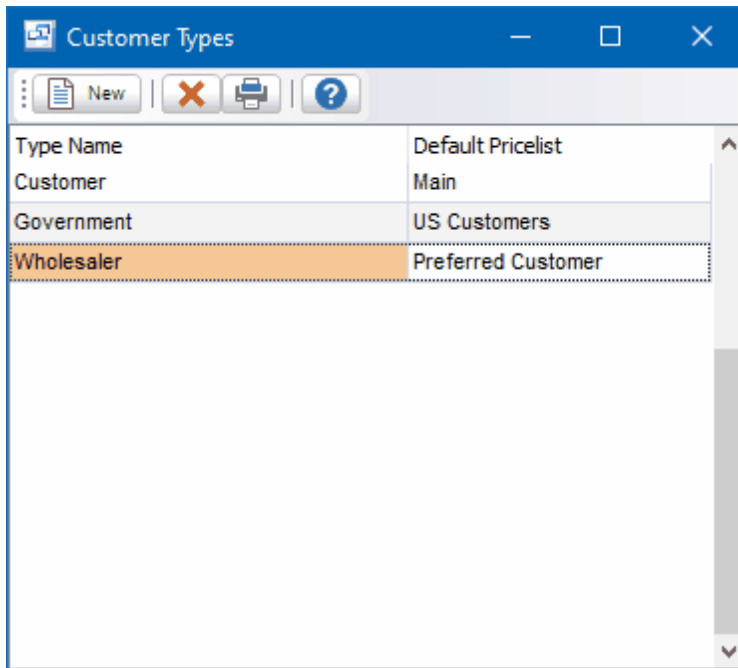 Customer Types
New
Type Name Default Pricelist
Customer Main
Government US Customers
Wholesaler Preferred Customer